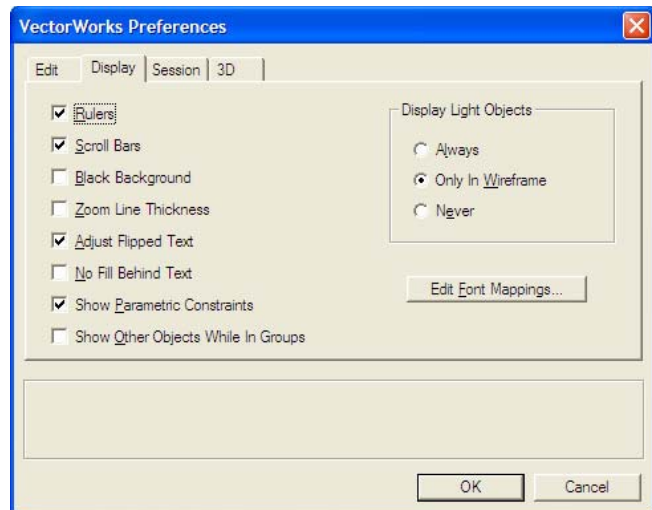 VectorWorks Preferences
Edit
Display
Session
3D
Rulers
Scroll Bars
Black Background
Zoom Line Thickness
Adjust Flipped Text
No Fill Behind Text
Show Parametric Constraints
Show Other Objects While In Groups
Display Light Objects
Always
Only In Wireframe
Never
Edit Font Mappings...
OK
Cancel